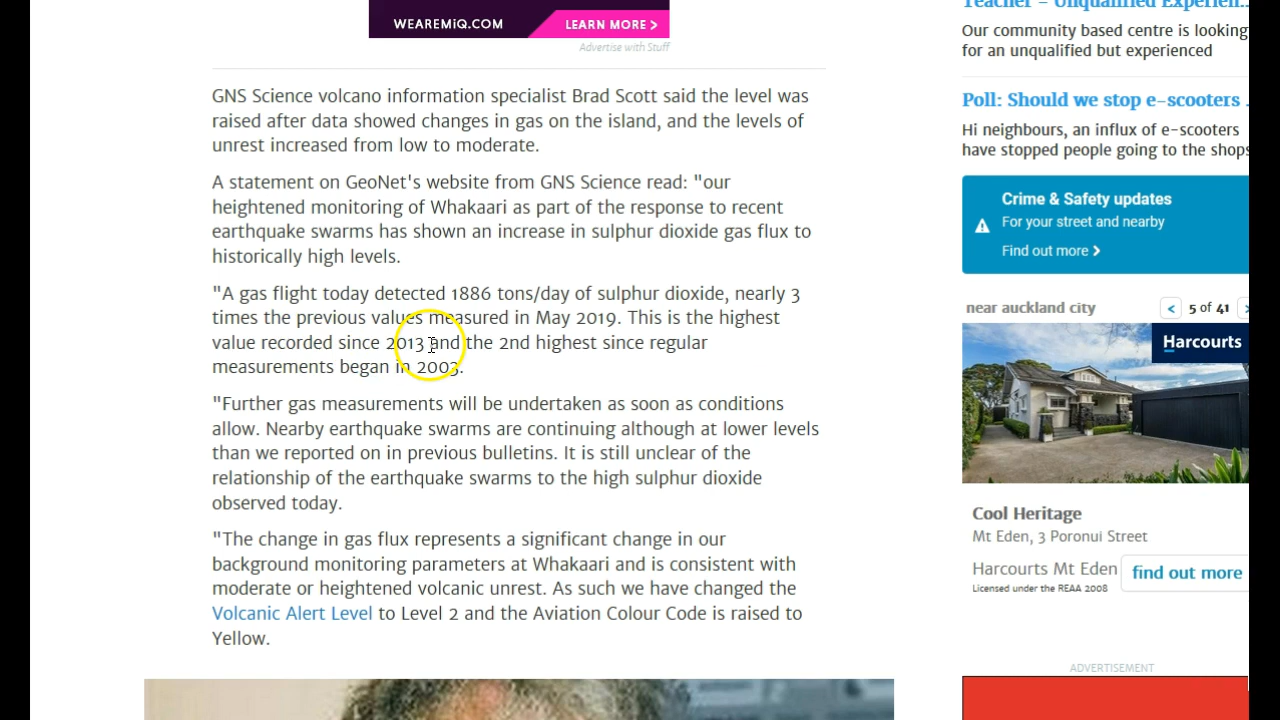 WEAREMiQ.COM
LEARN MORE >
Advertise with Stuff
GNS Science volcano information specialist Brad Scott said the level was
raised after data showed changes in gas on the island, and the levels of
unrest increased from low to moderate.
A statement on GeoNet's website from GNS Science read: "our
heightened monitoring of Whakaari as part of the response to recent
earthquake swarms has shown an increase in sulphur dioxide gas flux to
historically high levels.
"A gas flight today detected 1886 tons/day of sulphur dioxide, nearly 3
times the previous values measured in May 2019. This is the highest
value recorded since 2013 and the 2nd highest since regular
measurements began in 2003.
"Further gas measurements will be undertaken as soon as conditions
allow. Nearby earthquake swarms are continuing although at lower levels
than we reported on in previous bulletins. It is still unclear of the
relationship of the earthquake swarms to the high sulphur dioxide
observed today.
"The change in gas flux represents a significant change in our
background monitoring parameters at Whakaari and is consistent with
moderate or heightened volcanic unrest. As such we have changed the
Volcanic Alert Level to Level 2 and the Aviation Colour Code is raised to
Yellow.
Teacher – Unqualified Experien..
Our community based centre is looking
for an unqualified but experienced
Poll: Should we stop e-scooters .
Hi neighbours, an influx of e-scooters
have stopped people going to the shops
Crime & Safety updates
For your street and nearby
Find out more >
near auckland city
< 5 of 41 >
Harcourts
Cool Heritage
Mt Eden, 3 Poronui Street
Harcourts Mt Eden
Licensed under the REAA 2008
find out more
ADVERTISEMENT